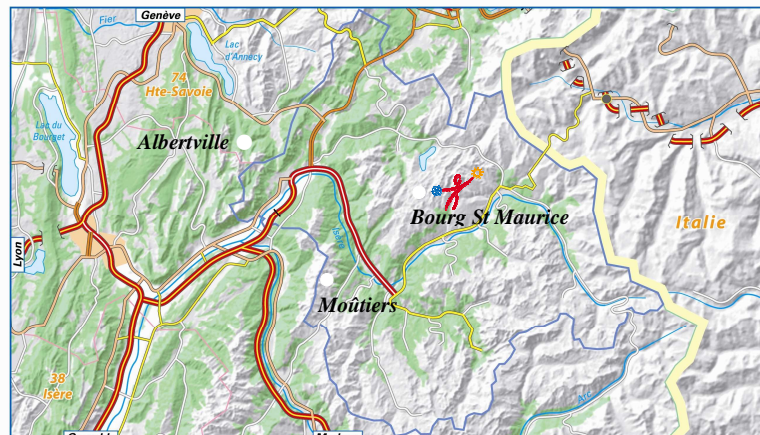 Genève
Fier
Lac
d'Annecy
74
Hte-Savoie
Albertville
Lac du
Bourget
Bourg St Maurice
Italie
Lyon
Isère
Moûtiers
38
Isère
Arc